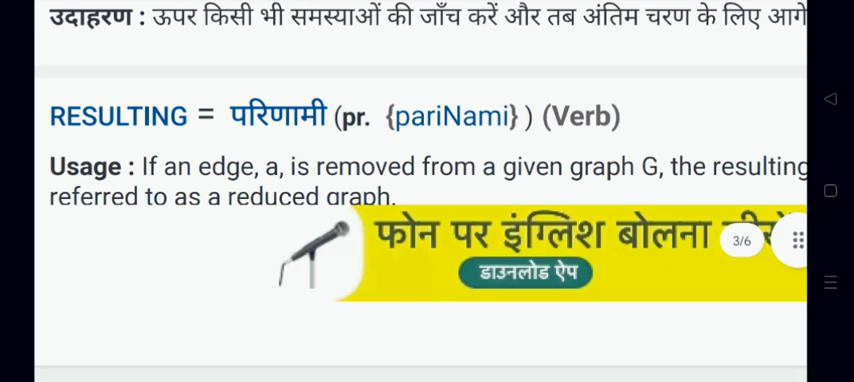 उदाहरण : ऊपर किसी भी समस्याओं की जाँच करें और तब अंतिम चरण के लिए आगे
RESULTING = परिणामी (pr. {pariNami} ) (Verb)
Usage : If an edge, a, is removed from a given graph G, the resulting
referred to as a reduced graph.
फोन पर इंग्लिश बोलना
3/6
डाउनलोड ऐप